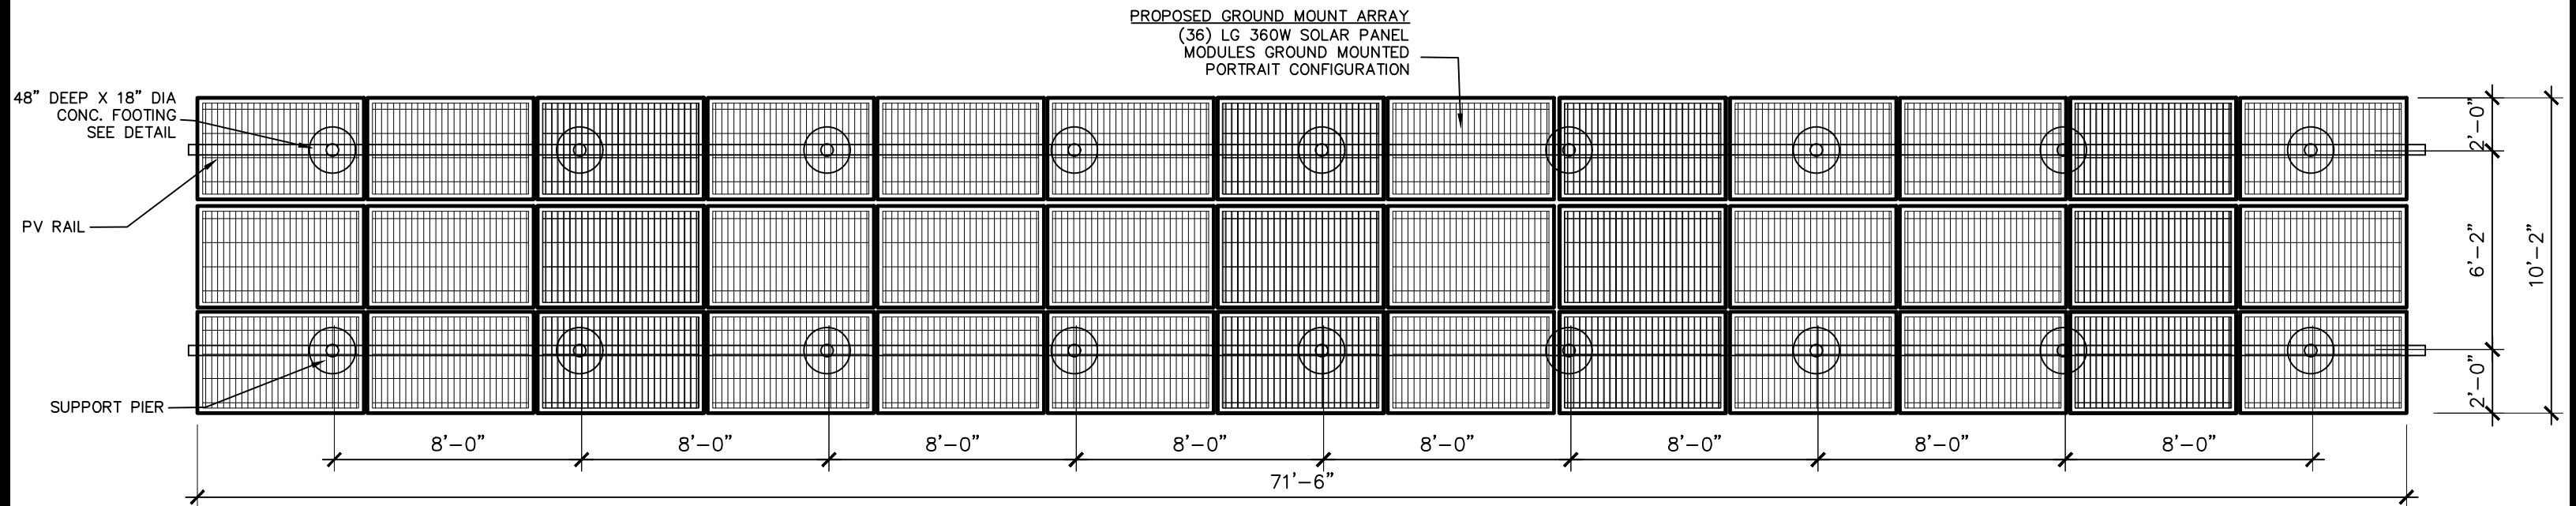 PROPOSED GROUND MOUNT ARRAY
(36) LG 360W SOLAR PANEL
MODULES GROUND MOUNTED
PORTRAIT CONFIGURATION
48" DEEP X 18" DIA
CONC. FOOTING
SEE DETAIL
PV RAIL
SUPPORT PIER
2'-0"
6'-2"
10'-2"
2'-0"
8'-0" 8'-0" 8'-0" 8'-0" 8'-0" 8'-0" 8'-0" 8'-0"
71'-6"